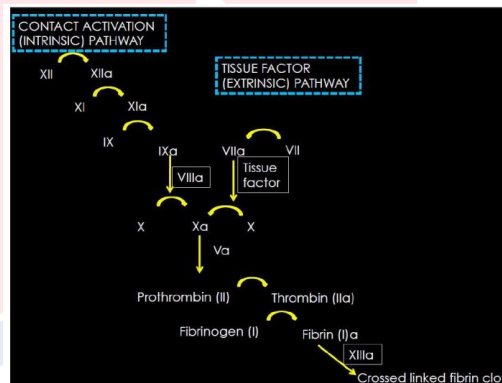 CONTACT ACTIVATION
(INTRINSIC) PATHWAY
XII XIIa
TISSUE FACTOR
(EXTRINSIC) PATHWAY
XI XIa
IX IXa VIIa VII
VIIIa Tissue
factor
X Xa X
Va
Prothrombin (II) Thrombin (IIa)
Fibrinogen (I) Fibrin (I)a
XIIIa
Crossed linked fibrin clo